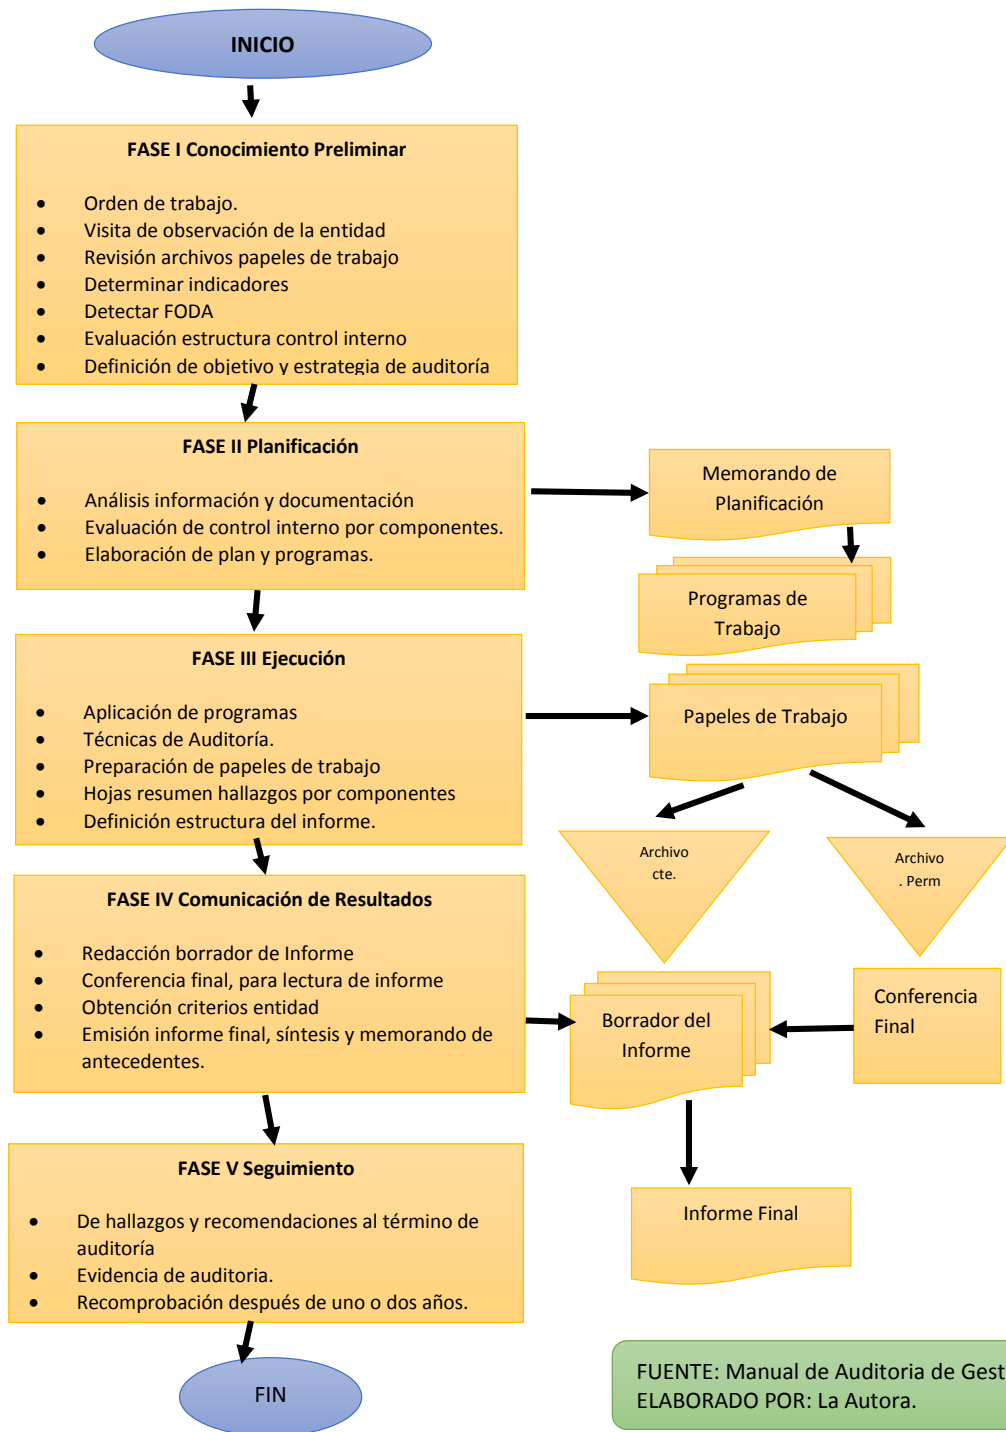 INICIO
FASE I Conocimiento Preliminar
• Orden de trabajo.
• Visita de observación de la entidad
• Revisión archivos papeles de trabajo
• Determinar indicadores
• Detectar FODA
• Evaluación estructura control interno
• Definición de objetivo y estrategia de auditoría
FASE II Planificación
• Análisis información y documentación
• Evaluación de control interno por componentes.
• Elaboración de plan y programas.
Memorando de
Planificación
Programas de
Trabajo
FASE III Ejecución
• Aplicación de programas
• Técnicas de Auditoría.
• Preparación de papeles de trabajo
• Hojas resumen hallazgos por componentes
• Definición estructura del informe.
Papeles de Trabajo
Archivo
cte.
Archivo
. Perm
FASE IV Comunicación de Resultados
• Redacción borrador de Informe
• Conferencia final, para lectura de informe
• Obtención criterios entidad
• Emisión informe final, síntesis y memorando de
antecedentes.
Borrador del
Informe
Conferencia
Final
FASE V Seguimiento
• De hallazgos y recomendaciones al término de
auditoría
• Evidencia de auditoria.
• Recomprobación después de uno o dos años.
Informe Final
FIN
FUENTE: Manual de Auditoria de Gest
ELABORADO POR: La Autora.